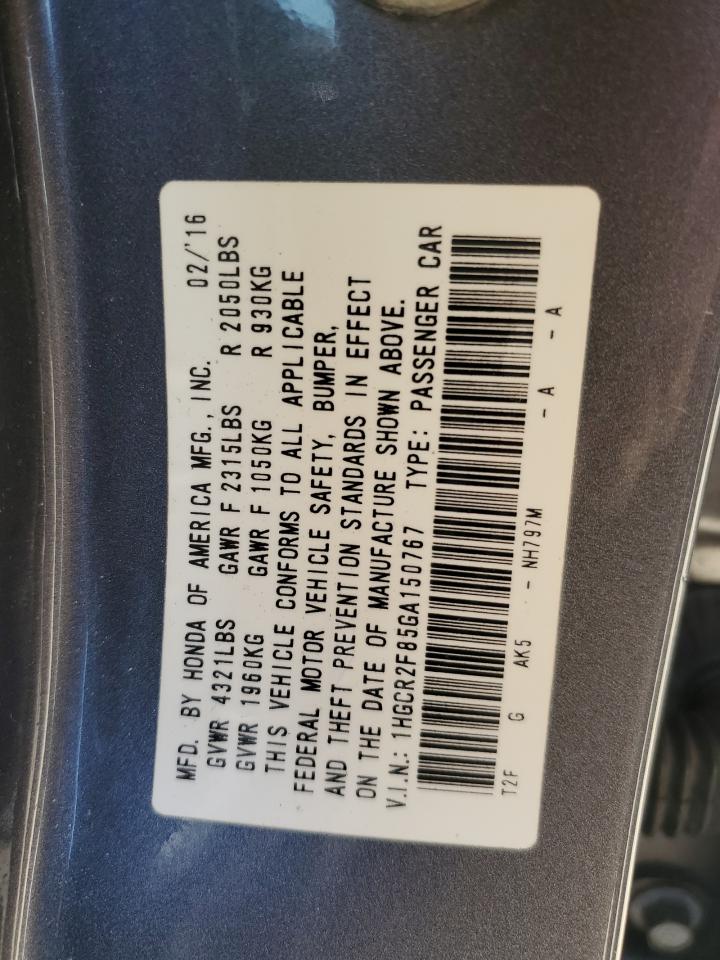 MFD. BY HONDA OF AMERICA MFG., INC. 02/'16
GVWR 4321LBS GAWR F 2315LBS R 2050LBS
GVWR 1960KG GAWR F 1050KG R 930KG
THIS VEHICLE CONFORMS TO ALL APPLICABLE
FEDERAL MOTOR VEHICLE SAFETY, BUMPER,
AND THEFT PREVENTION STANDARDS IN EFFECT
ON THE DATE OF MANUFACTURE SHOWN ABOVE.
V.I.N.: 1HGCR2F85GA150767 TYPE: PASSENGER CAR
T2F G AK5 - NH797M - A - A